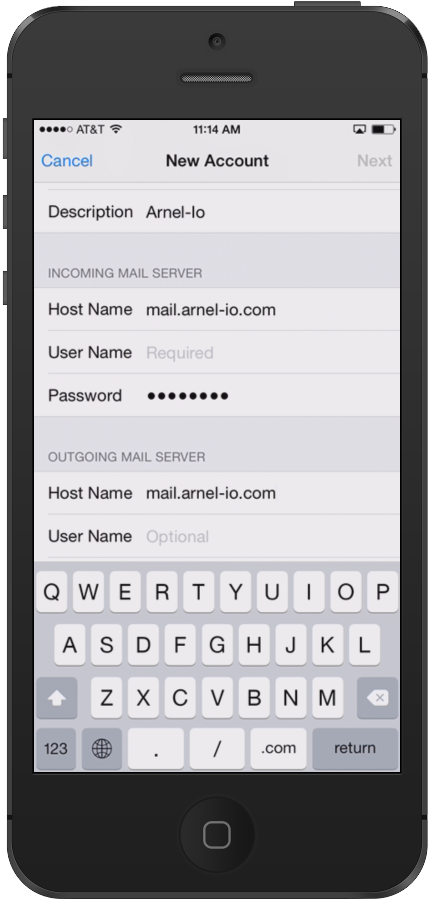 AT&T 11:14 AM
Cancel New Account Next
Description Arnel-Io
INCOMING MAIL SERVER
Host Name mail.arnel-io.com
User Name Required
Password ●●●●●●●●
OUTGOING MAIL SERVER
Host Name mail.arnel-io.com
User Name Optional
Q W E R T Y U I O P
A S D F G H J K L
Z X C V B N M
123 . / .com return